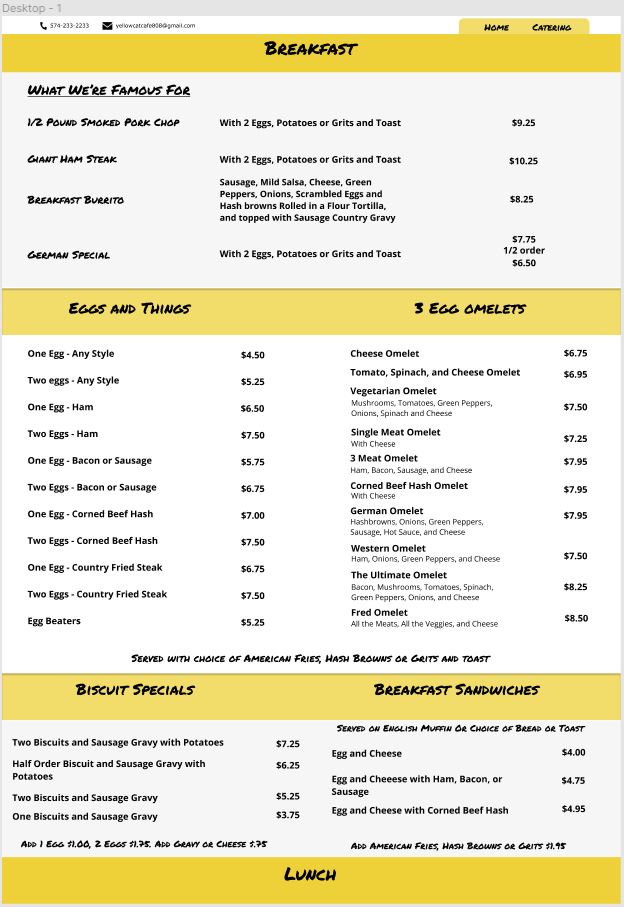 Desktop - 1
574-233-2233 yellowcatcafe808@gmail.com
Home Catering
Breakfast
What We're Famous For
1/2 Pound Smoked Pork Chop With 2 Eggs, Potatoes or Grits and Toast $9.25
Giant Ham Steak With 2 Eggs, Potatoes or Grits and Toast $10.25
Breakfast Burrito
Sausage, Mild Salsa, Cheese, Green
Peppers, Onions, Scrambled Eggs and
Hash browns Rolled in a Flour Tortilla,
and topped with Sausage Country Gravy
$8.25
German Special With 2 Eggs, Potatoes or Grits and Toast
$7.75
1/2 order
$6.50
Eggs and Things
One Egg - Any Style $4.50
Two eggs - Any Style $5.25
One Egg - Ham $6.50
Two Eggs - Ham $7.50
One Egg - Bacon or Sausage $5.75
Two Eggs - Bacon or Sausage $6.75
One Egg - Corned Beef Hash $7.00
Two Eggs - Corned Beef Hash $7.50
One Egg - Country Fried Steak $6.75
Two Eggs - Country Fried Steak $7.50
Egg Beaters $5.25
3 Egg omelets
Cheese Omelet $6.75
Tomato, Spinach, and Cheese Omelet $6.95
Vegetarian Omelet
Mushrooms, Tomatoes, Green Peppers,
Onions, Spinach and Cheese
$7.50
Single Meat Omelet
With Cheese
$7.25
3 Meat Omelet
Ham, Bacon, Sausage, and Cheese
$7.95
Corned Beef Hash Omelet
With Cheese
$7.95
German Omelet
Hashbrowns, Onions, Green Peppers,
Sausage, Hot Sauce, and Cheese
$7.95
Western Omelet
Ham, Onions, Green Peppers, and Cheese
$7.50
The Ultimate Omelet
Bacon, Mushrooms, Tomatoes, Spinach,
Green Peppers, Onions, and Cheese
$8.25
Fred Omelet
All the Meats, All the Veggies, and Cheese
$8.50
Served with choice of American Fries, Hash Browns or Grits and toast
Biscuit Specials
Two Biscuits and Sausage Gravy with Potatoes $7.25
Half Order Biscuit and Sausage Gravy with
Potatoes
$6.25
Two Biscuits and Sausage Gravy $5.25
One Biscuits and Sausage Gravy $3.75
Add 1 Egg $1.00, 2 Eggs $1.75. Add Gravy or Cheese $.75
Breakfast Sandwiches
Served on English Muffin Or Choice of Bread or Toast
Egg and Cheese $4.00
Egg and Cheeese with Ham, Bacon, or
Sausage
$4.75
Egg and Cheese with Corned Beef Hash $4.95
Add American Fries, Hash Browns or Grits $1.95
Lunch